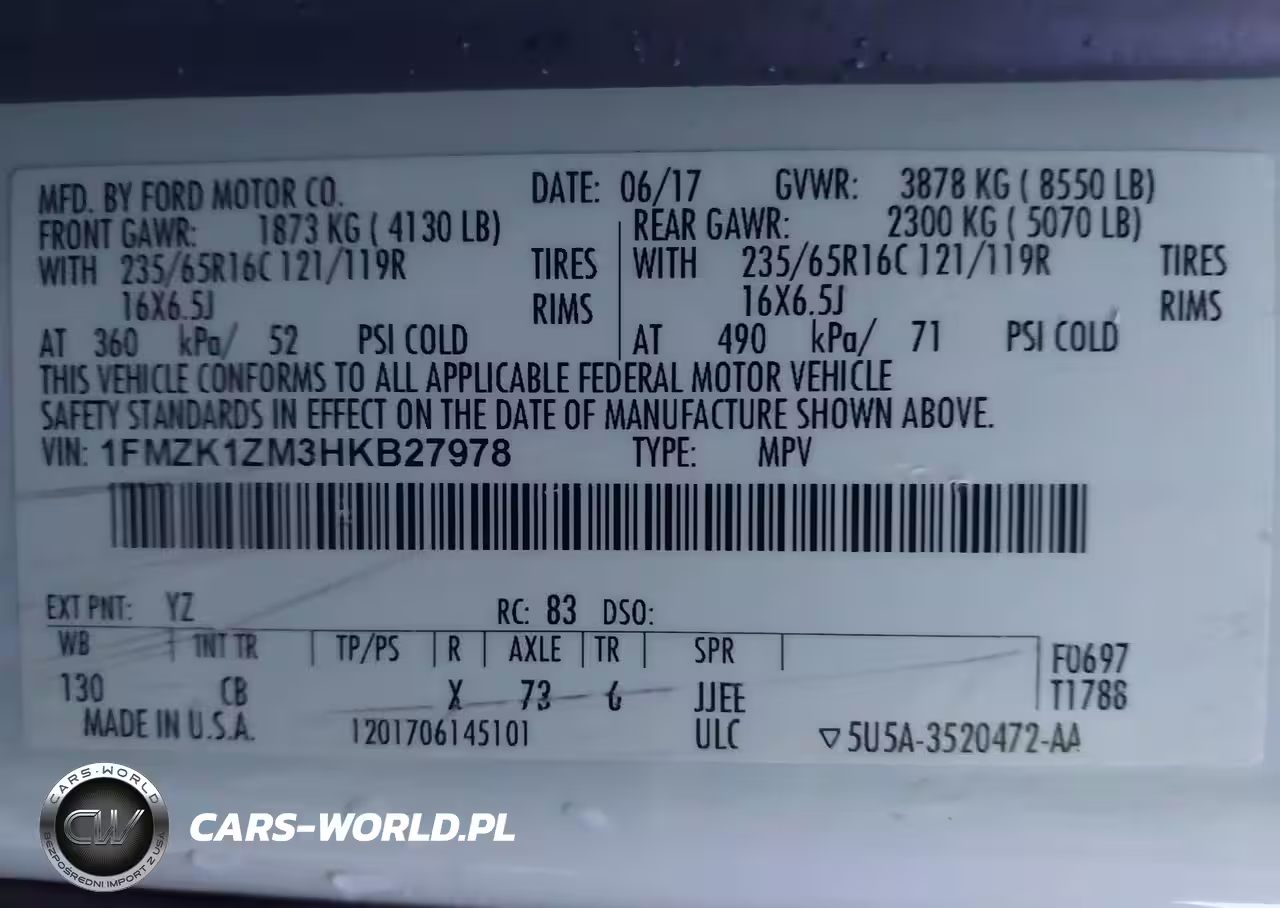 MFD. BY FORD MOTOR CO. DATE: 06/17 GVWR: 3878 KG ( 8550 LB)
FRONT GAWR: 1873 KG ( 4130 LB) REAR GAWR: 2300 KG ( 5070 LB)
WITH 235/65R16C 121/119R TIRES WITH 235/65R16C 121/119R TIRES
16X6.5J RIMS 16X6.5J RIMS
AT 360 kPa/ 52 PSI COLD AT 490 kPa/ 71 PSI COLD
THIS VEHICLE CONFORMS TO ALL APPLICABLE FEDERAL MOTOR VEHICLE
SAFETY STANDARDS IN EFFECT ON THE DATE OF MANUFACTURE SHOWN ABOVE.
VIN: 1FMZK1ZM3HKB27978 TYPE: MPV
EXT PNT: YZ RC: 83 DSO:
WB INT TR TP/PS R AXLE TR SPR F0697
130 CB X 73 6 JJEE T1788
MADE IN U.S.A. 1201706145101 ULC ▽ 5U5A-3520472-AA
CARS-WORLD
CW
BEZPOŚREDNI IMPORT Z USA
CARS-WORLD.PL